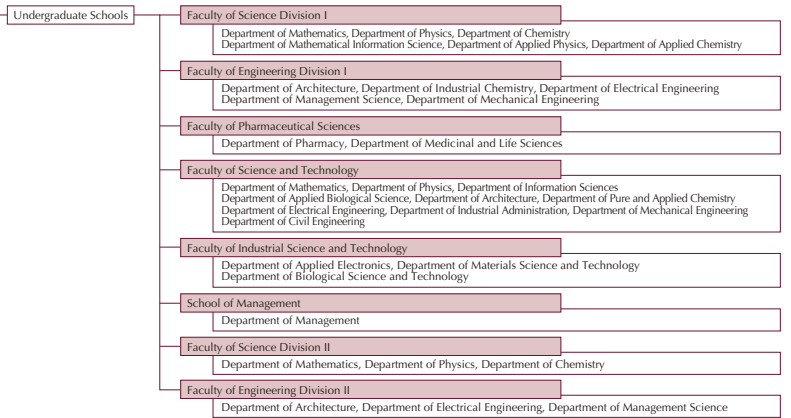 Undergraduate Schools
Faculty of Science Division I
Department of Mathematics, Department of Physics, Department of Chemistry
Department of Mathematical Information Science, Department of Applied Physics, Department of Applied Chemistry
Faculty of Engineering Division I
Department of Architecture, Department of Industrial Chemistry, Department of Electrical Engineering
Department of Management Science, Department of Mechanical Engineering
Faculty of Pharmaceutical Sciences
Department of Pharmacy, Department of Medicinal and Life Sciences
Faculty of Science and Technology
Department of Mathematics, Department of Physics, Department of Information Sciences
Department of Applied Biological Science, Department of Architecture, Department of Pure and Applied Chemistry
Department of Electrical Engineering, Department of Industrial Administration, Department of Mechanical Engineering
Department of Civil Engineering
Faculty of Industrial Science and Technology
Department of Applied Electronics, Department of Materials Science and Technology
Department of Biological Science and Technology
School of Management
Department of Management
Faculty of Science Division II
Department of Mathematics, Department of Physics, Department of Chemistry
Faculty of Engineering Division II
Department of Architecture, Department of Electrical Engineering, Department of Management Science